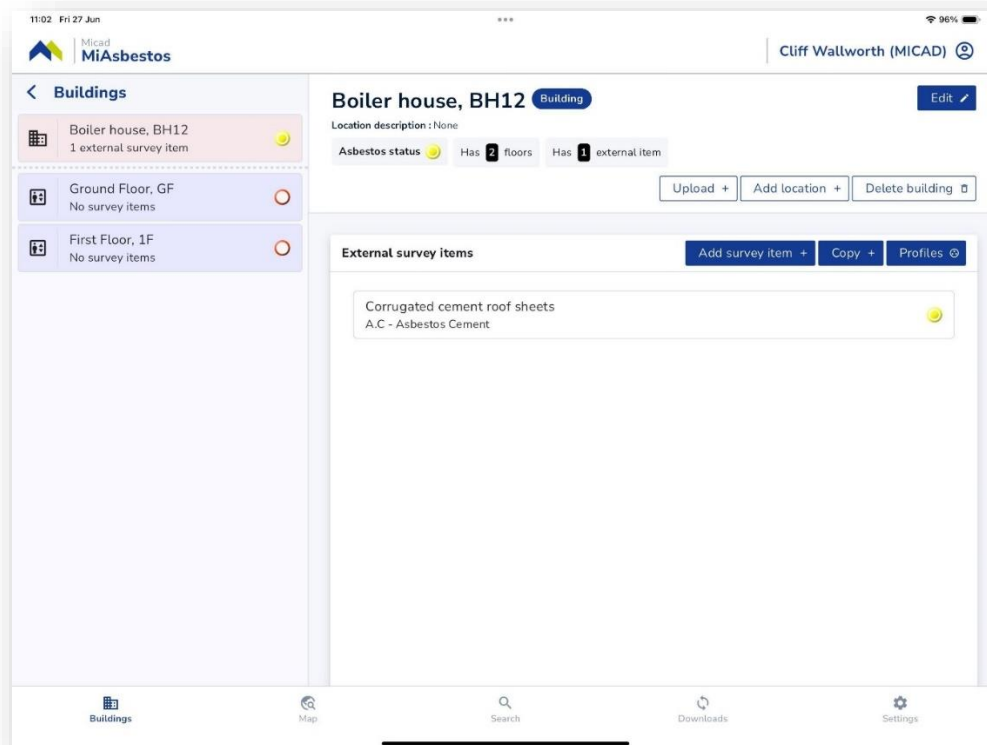 11:02 Fri 27 Jun
96%
Micad
MiAsbestos
Cliff Wallworth (MICAD)
Buildings
Boiler house, BH12
1 external survey item
Ground Floor, GF
No survey items
First Floor, 1F
No survey items
Boiler house, BH12 Building
Edit
Location description : None
Asbestos status Has 2 floors Has 1 external item
Upload + Add location + Delete building
External survey items
Add survey item + Copy + Profiles
Corrugated cement roof sheets
A.C - Asbestos Cement
Buildings Map Search Downloads Settings